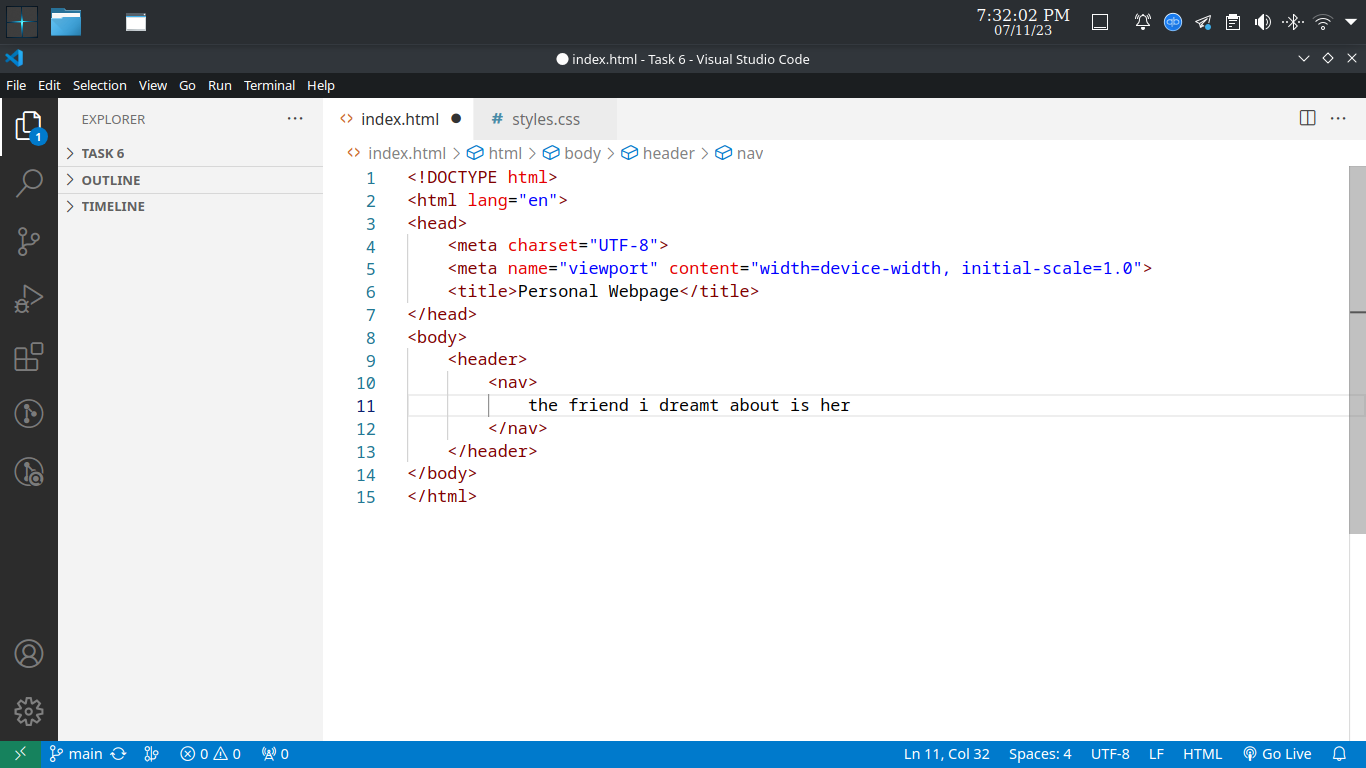 7:32:02 PM
07/11/23
index.html - Task 6 - Visual Studio Code
File Edit Selection View Go Run Terminal Help
EXPLORER
index.html
# styles.css
1
TASK 6
OUTLINE
TIMELINE
index.html > html > body > header > nav
1 <!DOCTYPE html>
2 <html lang="en">
3 <head>
4 <meta charset="UTF-8">
5 <meta name="viewport" content="width=device-width, initial-scale=1.0">
6 <title>Personal Webpage</title>
7 </head>
8 <body>
9 <header>
10 <nav>
11 the friend i dreamt about is her
12 </nav>
13 </header>
14 </body>
15 </html>
main 0 0 0 Ln 11, Col 32 Spaces: 4 UTF-8 LF HTML Go Live